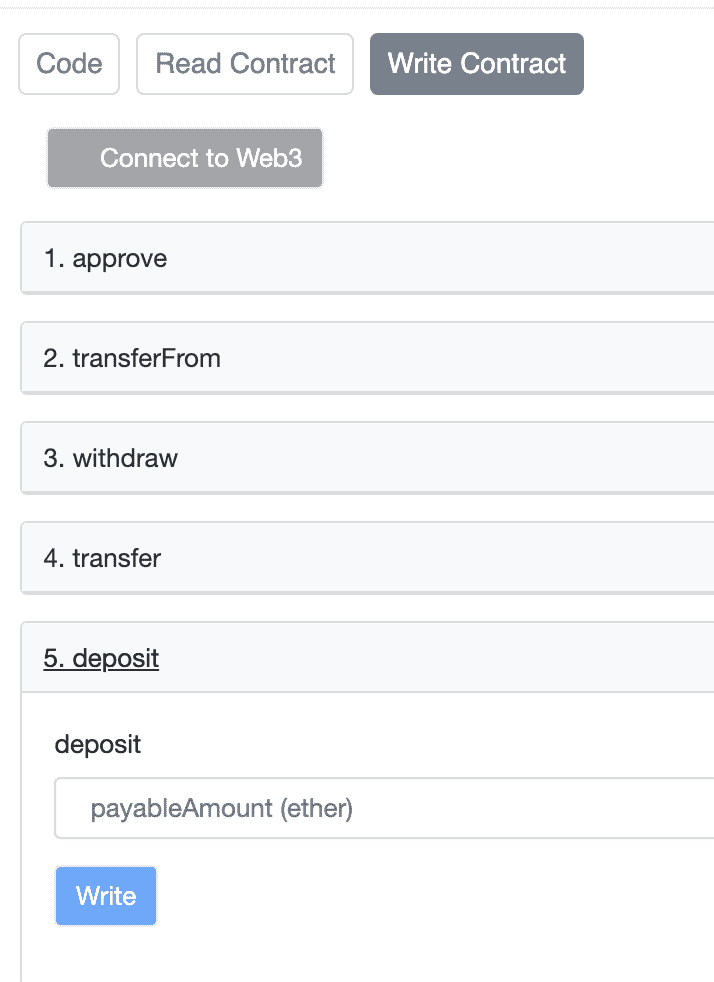 Code Read Contract Write Contract
Connect to Web3
1. approve
2. transferFrom
3. withdraw
4. transfer
5. deposit
deposit
payableAmount (ether)
Write